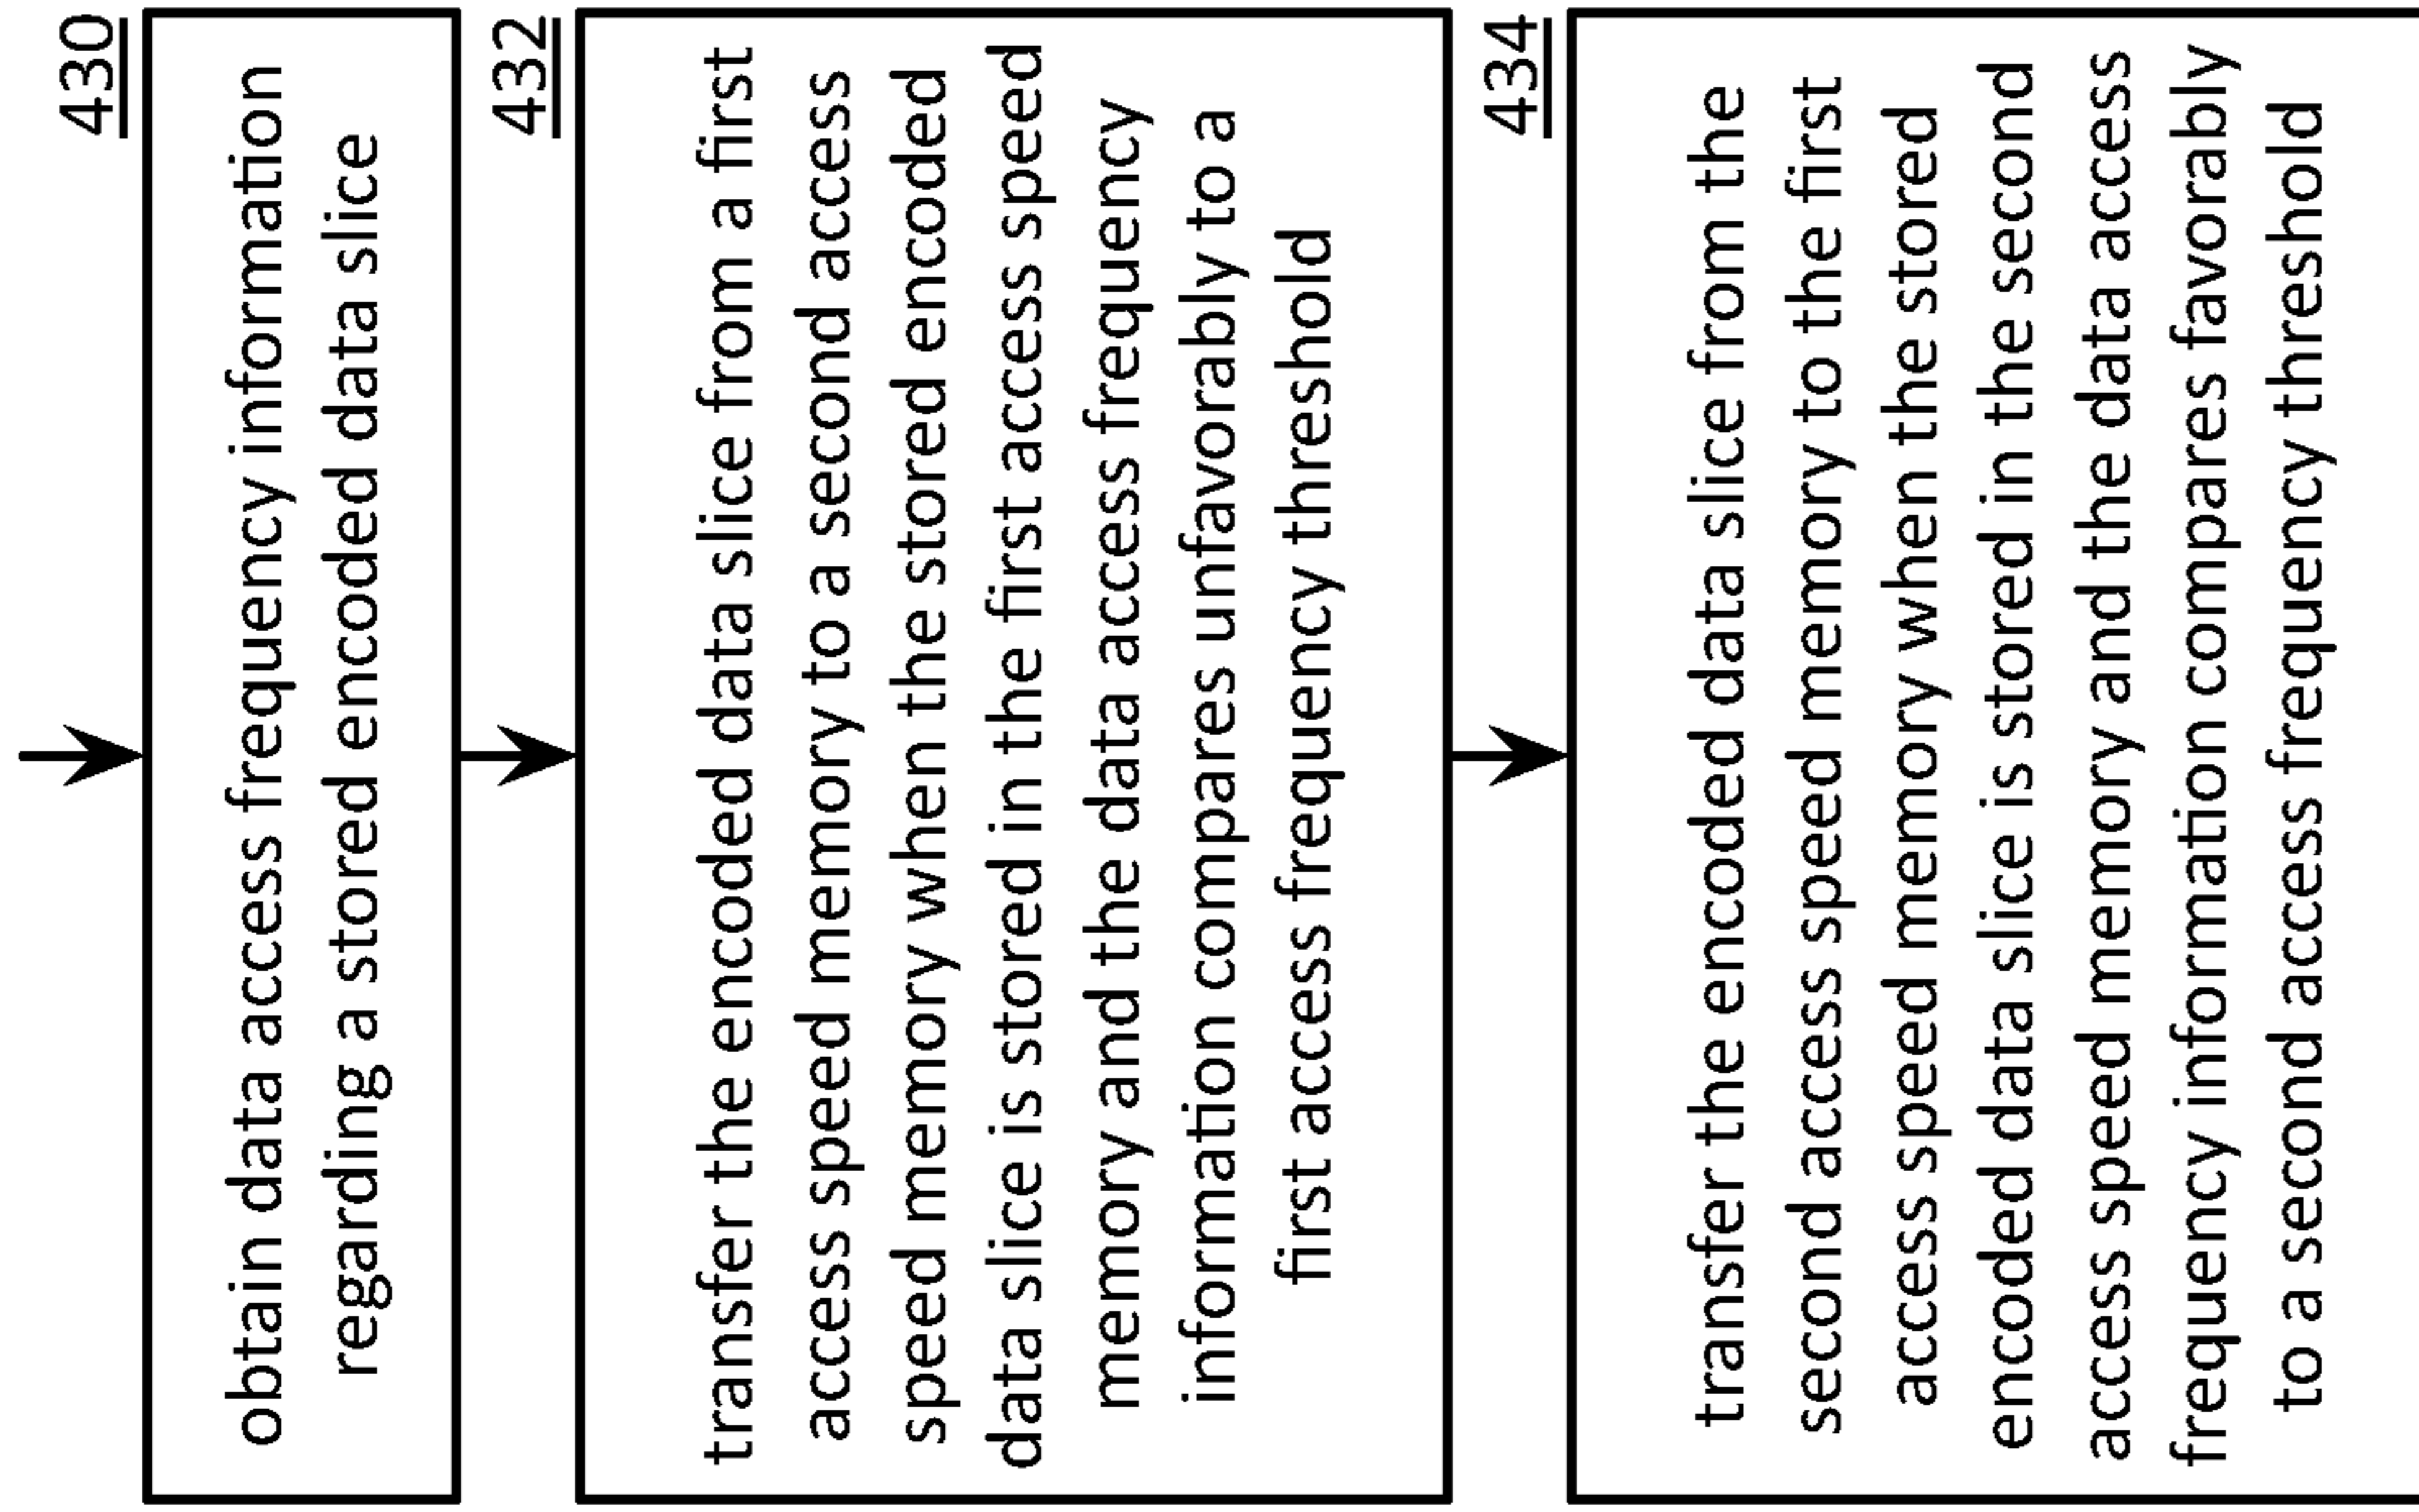 430
obtain data access frequency information
regarding a stored encoded data slice
432
transfer the encoded data slice from a first
access speed memory to a second access
speed memory when the stored encoded
data slice is stored in the first access speed
memory and the data access frequency
information compares unfavorably to a
first access frequency threshold
434
transfer the encoded data slice from the
second access speed memory to the first
access speed memory when the stored
encoded data slice is stored in the second
access speed memory and the data access
frequency information compares favorably
to a second access frequency threshold